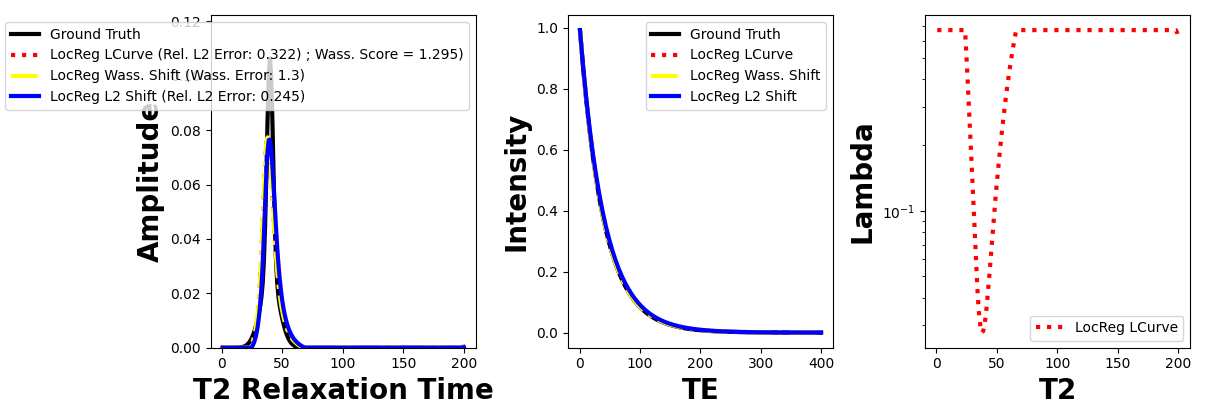 0.12
0.08
0.06
0.04
0.02
0.00
Amplitude
0 50 100 150 200
T2 Relaxation Time
Ground Truth
LocReg LCurve (Rel. L2 Error: 0.322) ; Wass. Score = 1.295)
LocReg Wass. Shift (Wass. Error: 1.3)
LocReg L2 Shift (Rel. L2 Error: 0.245)
1.0
0.8
0.6
0.4
0.2
0.0
Intensity
0 100 200 300 400
TE
Ground Truth
LocReg LCurve
LocReg Wass. Shift
LocReg L2 Shift
10⁻¹
Lambda
0 50 100 150 200
T2
LocReg LCurve